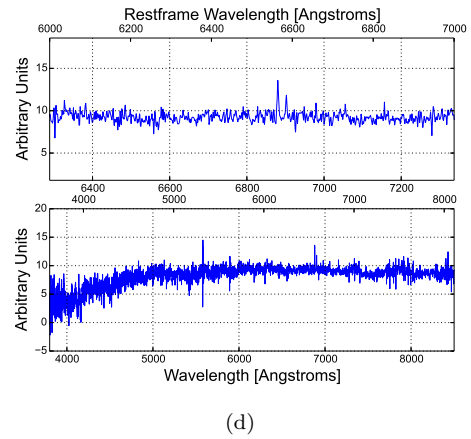 Restframe Wavelength [Angstroms]
6000 6200 6400 6600 6800 7000
Arbitrary Units
15
10
5
6400 6600 6800 7000 7200
4000 5000 6000 7000 8000
Arbitrary Units
20
15
10
5
0
−5
4000 5000 6000 7000 8000
Wavelength [Angstroms]
(d)